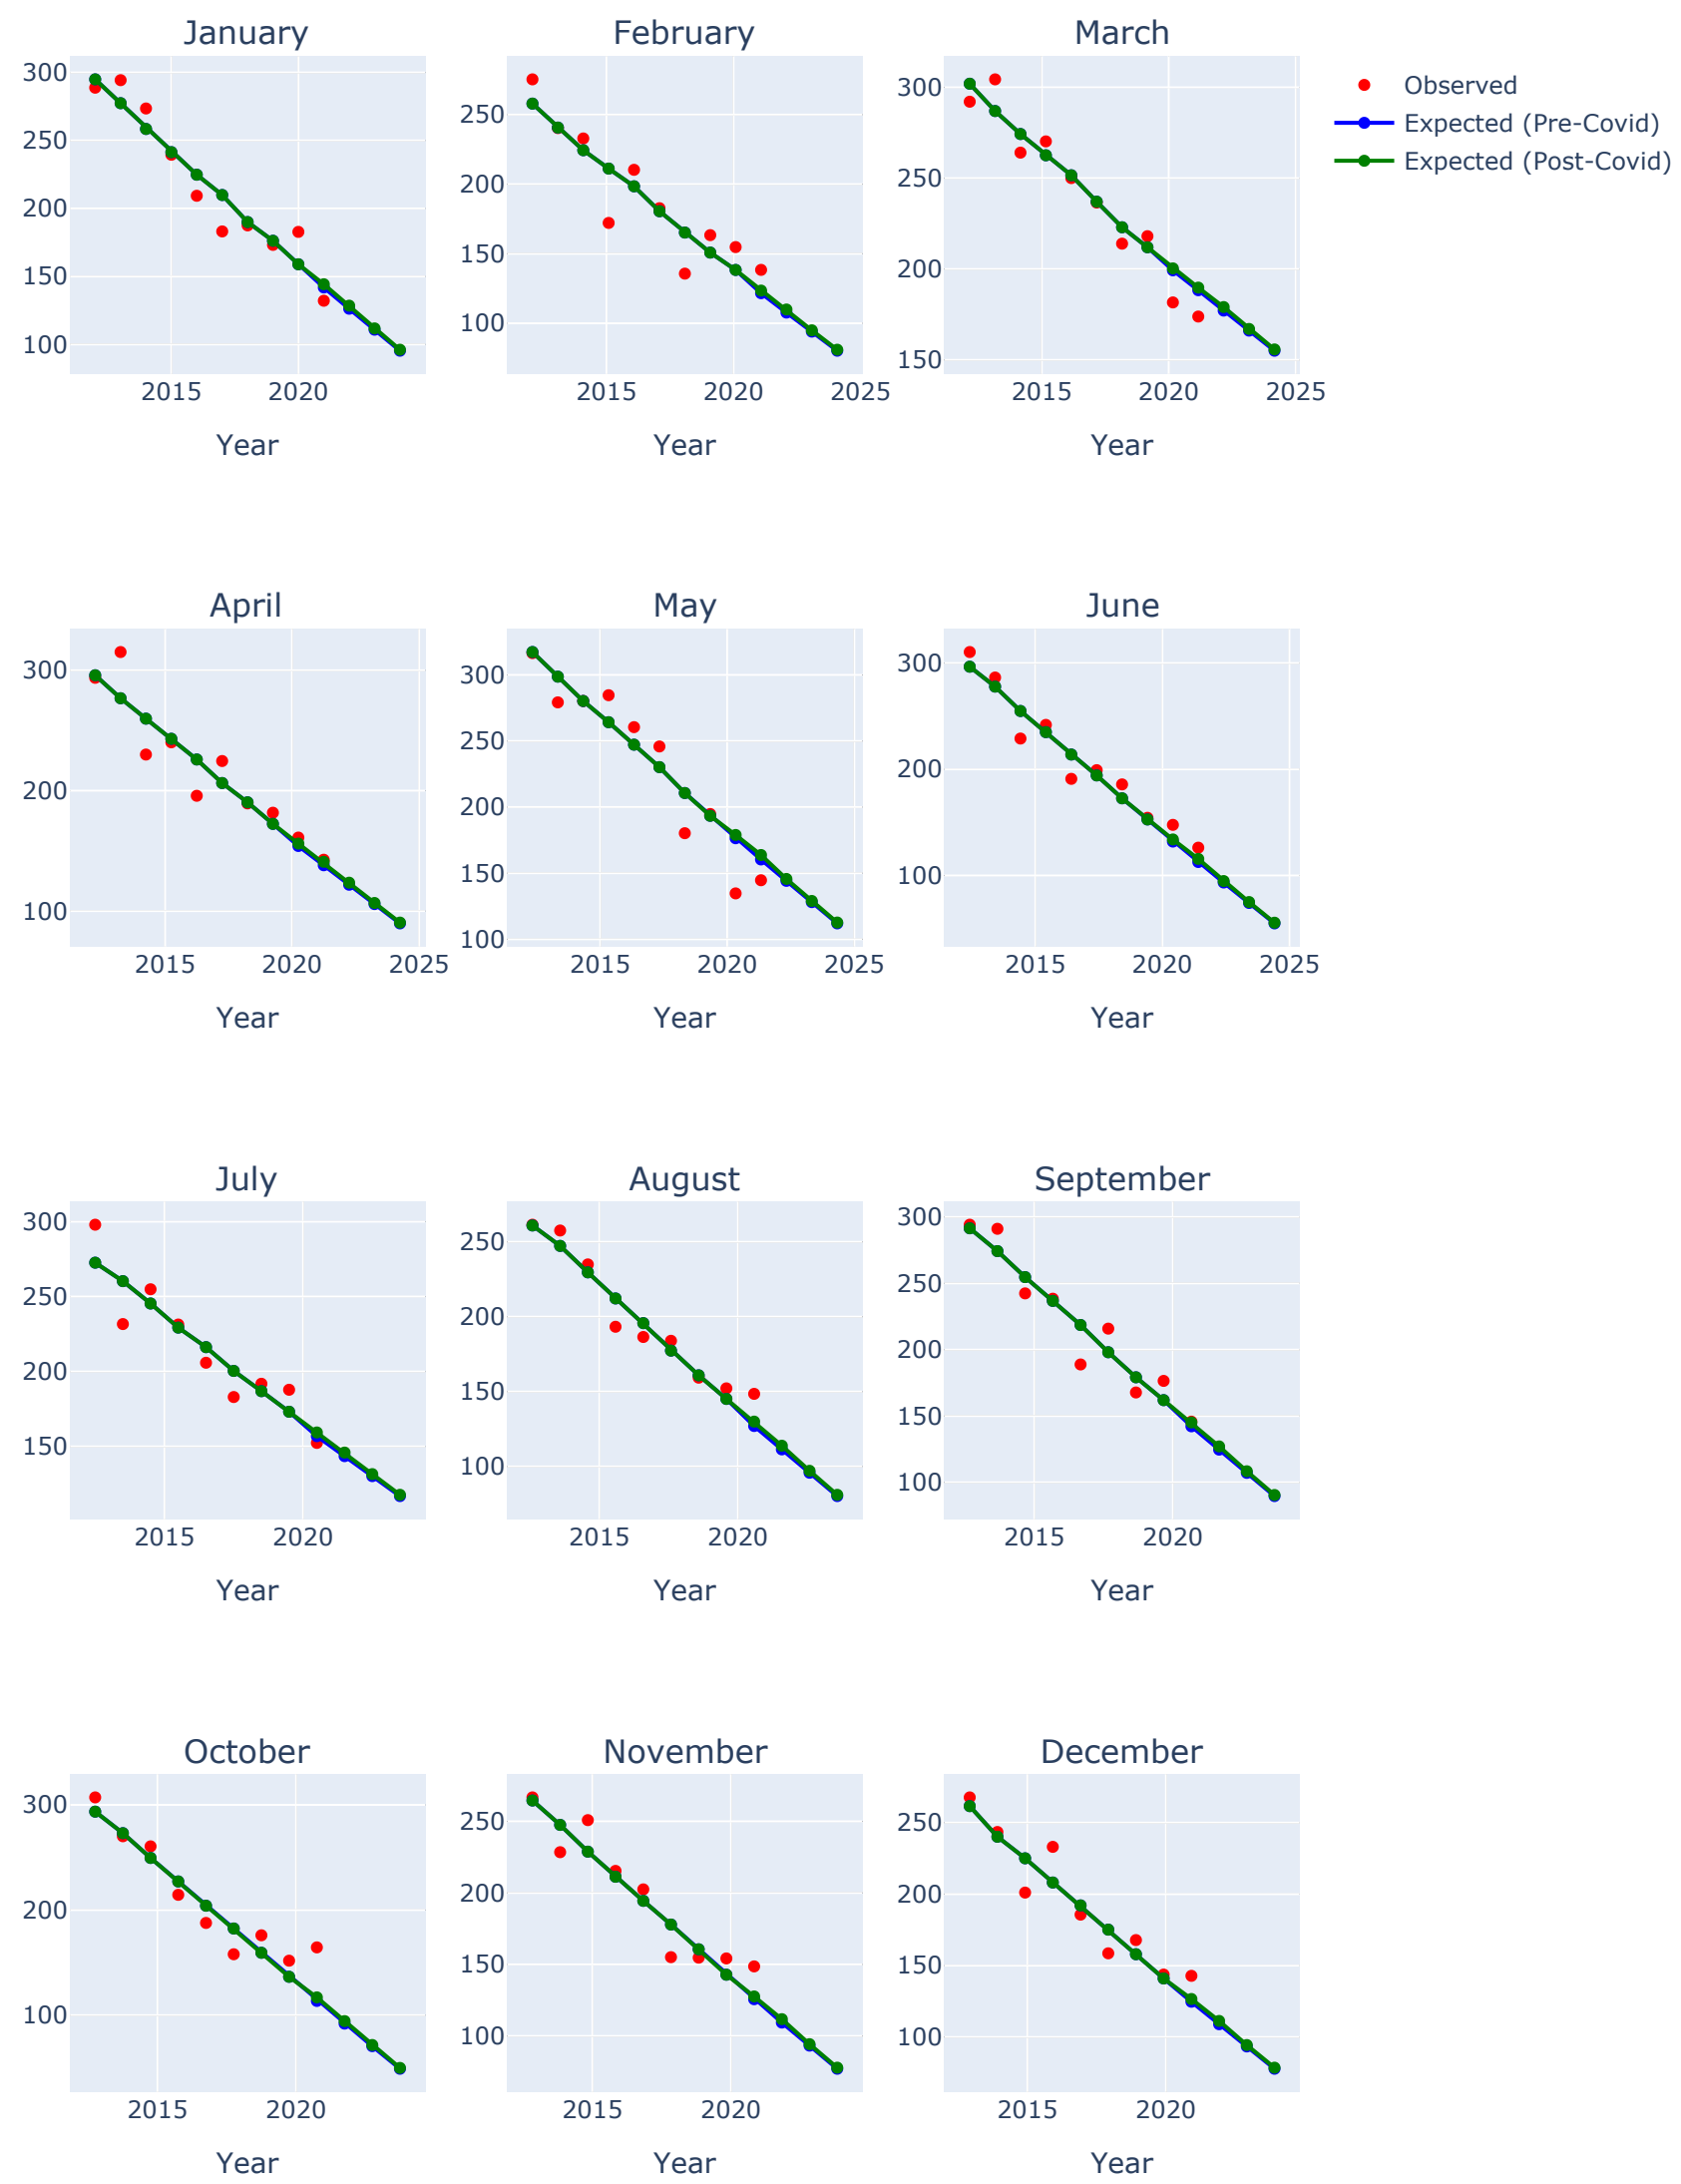 January
February
March
300
250
200
150
100
2015
2020
Year
250
200
150
100
2015
2020
2025
Year
300
250
200
150
2015
2020
2025
Year
Observed
Expected (Pre-Covid)
Expected (Post-Covid)
April
May
June
300
200
100
2015
2020
2025
Year
300
250
200
150
100
2015
2020
2025
Year
300
200
100
2015
2020
2025
Year
July
August
September
300
250
200
150
2015
2020
Year
250
200
150
100
2015
2020
Year
300
250
200
150
100
2015
2020
Year
October
November
December
300
200
100
2015
2020
Year
250
200
150
100
2015
2020
Year
250
200
150
100
2015
2020
Year